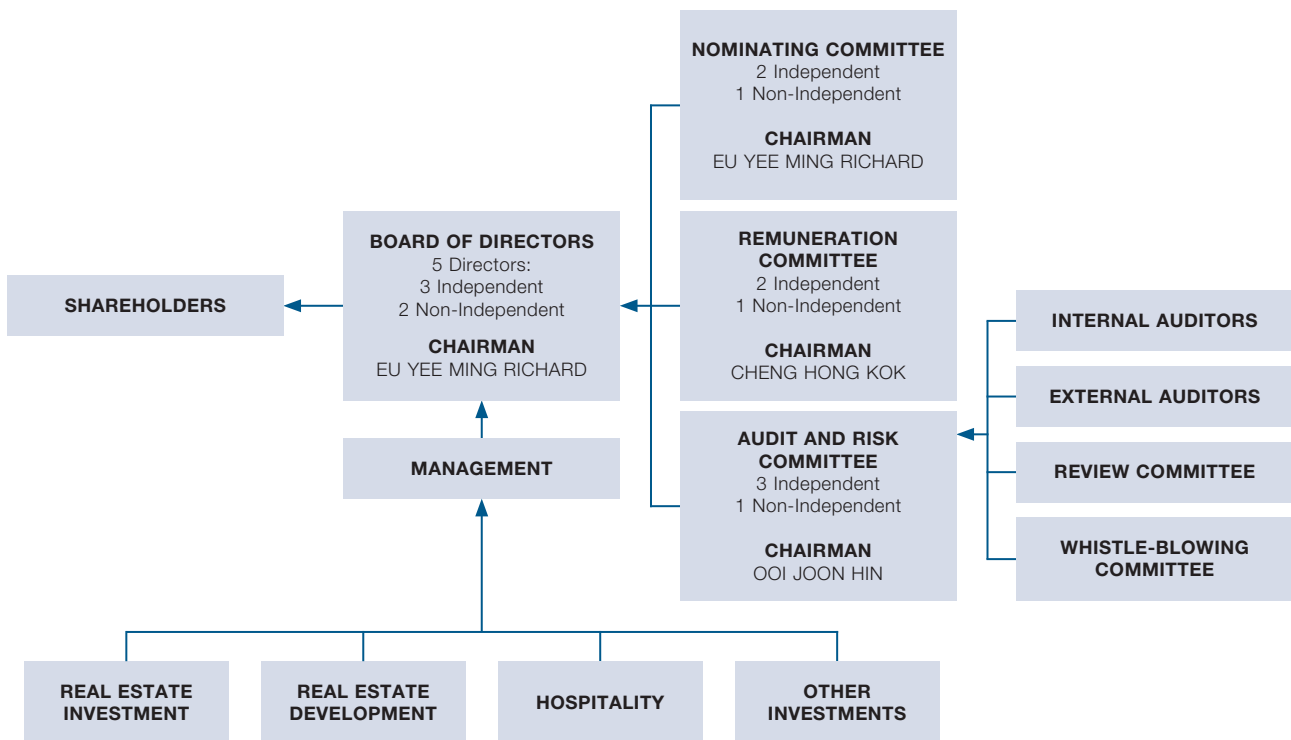 NOMINATING COMMITTEE
2 Independent
1 Non-Independent
CHAIRMAN
EU YEE MING RICHARD
BOARD OF DIRECTORS
5 Directors:
3 Independent
2 Non-Independent
CHAIRMAN
EU YEE MING RICHARD
REMUNERATION
COMMITTEE
2 Independent
1 Non-Independent
CHAIRMAN
CHENG HONG KOK
SHAREHOLDERS
INTERNAL AUDITORS
EXTERNAL AUDITORS
AUDIT AND RISK
COMMITTEE
3 Independent
1 Non-Independent
CHAIRMAN
OOI JOON HIN
MANAGEMENT
REVIEW COMMITTEE
WHISTLE-BLOWING
COMMITTEE
REAL ESTATE
INVESTMENT
REAL ESTATE
DEVELOPMENT
HOSPITALITY
OTHER
INVESTMENTS